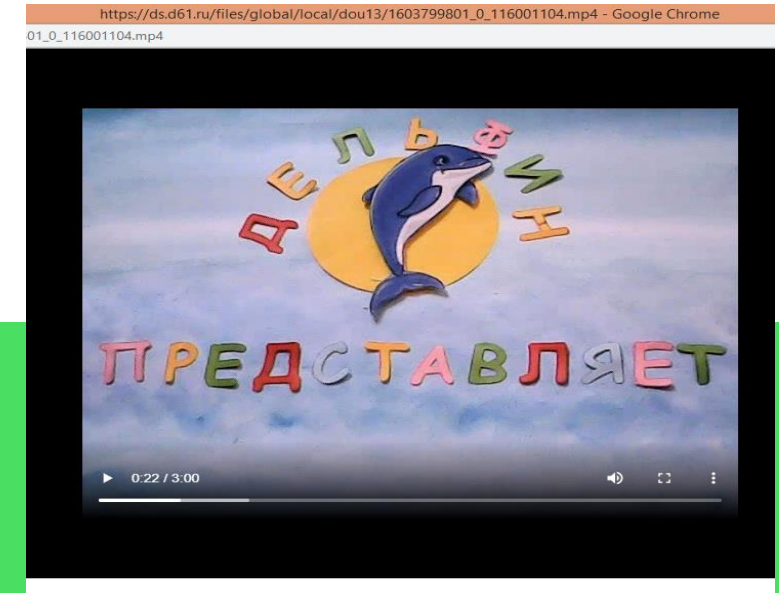 https://ds.d61.ru/files/global/local/dou13/1603799801_0_116001104.mp4 - Google Chrome
01_0_116001104.mp4
ДЕЛЬФИН
ПРЕДСТАВЛЯЕТ
0:22 / 3:00